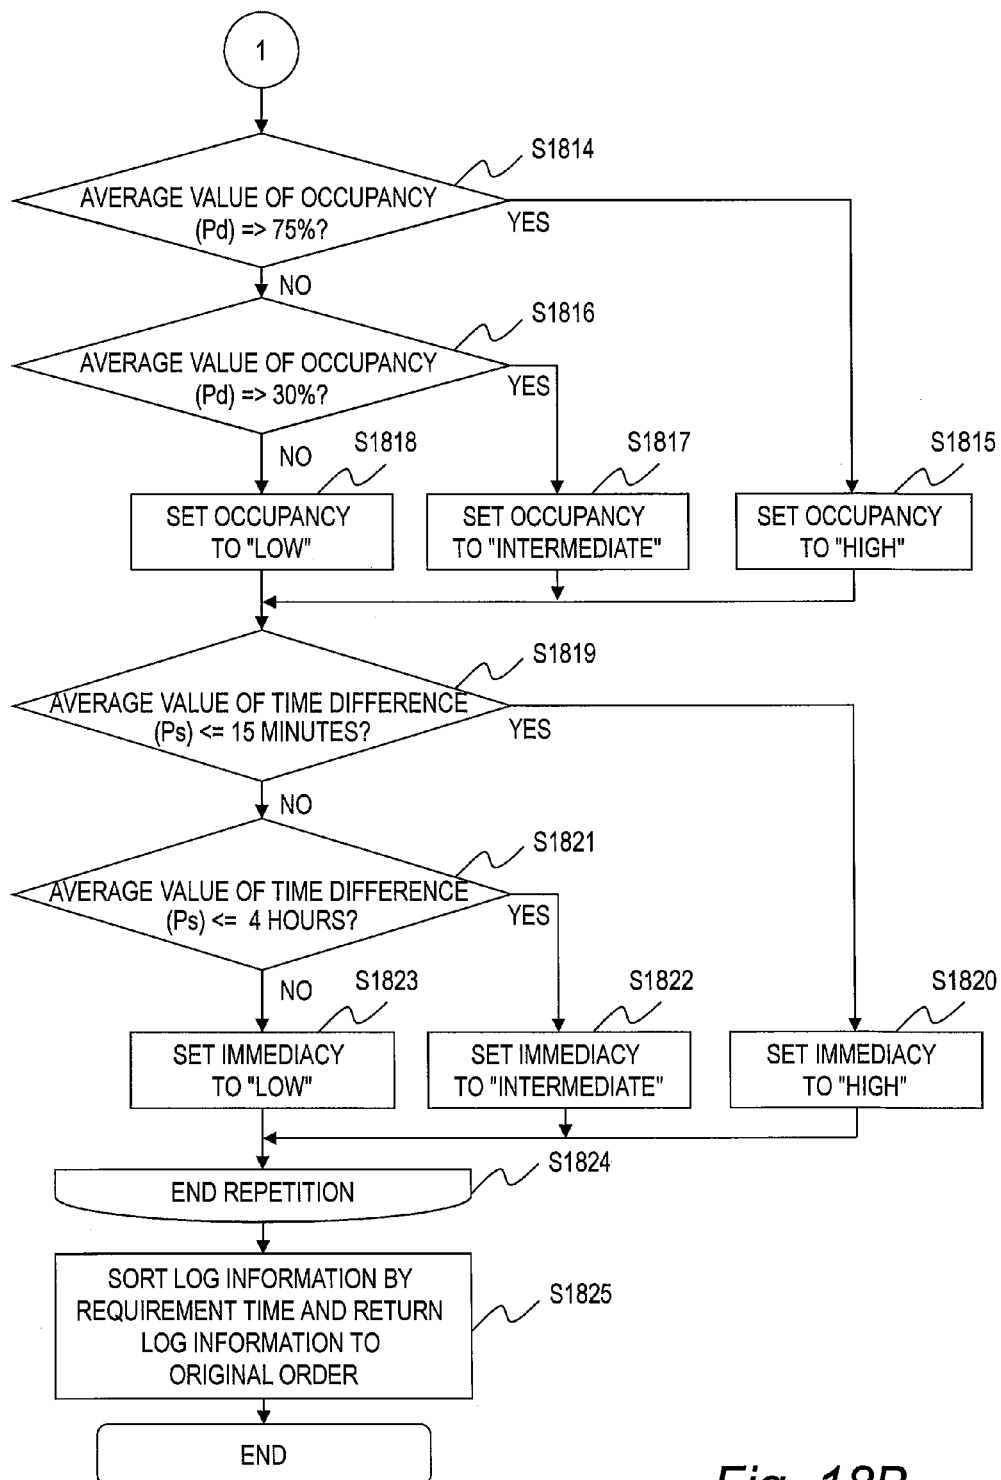 1
S1814
AVERAGE VALUE OF OCCUPANCY
(Pd) => 75%?
YES
NO
S1816
AVERAGE VALUE OF OCCUPANCY
(Pd) => 30%?
YES
NO
S1818
S1817
S1815
SET OCCUPANCY
TO "LOW"
SET OCCUPANCY
TO "INTERMEDIATE"
SET OCCUPANCY
TO "HIGH"
S1819
AVERAGE VALUE OF TIME DIFFERENCE
(Ps) <= 15 MINUTES?
YES
NO
S1821
AVERAGE VALUE OF TIME DIFFERENCE
(Ps) <= 4 HOURS?
YES
NO
S1823
S1822
S1820
SET IMMEDIACY
TO "LOW"
SET IMMEDIACY
TO "INTERMEDIATE"
SET IMMEDIACY
TO "HIGH"
S1824
END REPETITION
SORT LOG INFORMATION BY
REQUIREMENT TIME AND RETURN
LOG INFORMATION TO
ORIGINAL ORDER
S1825
END
Fig. 18B